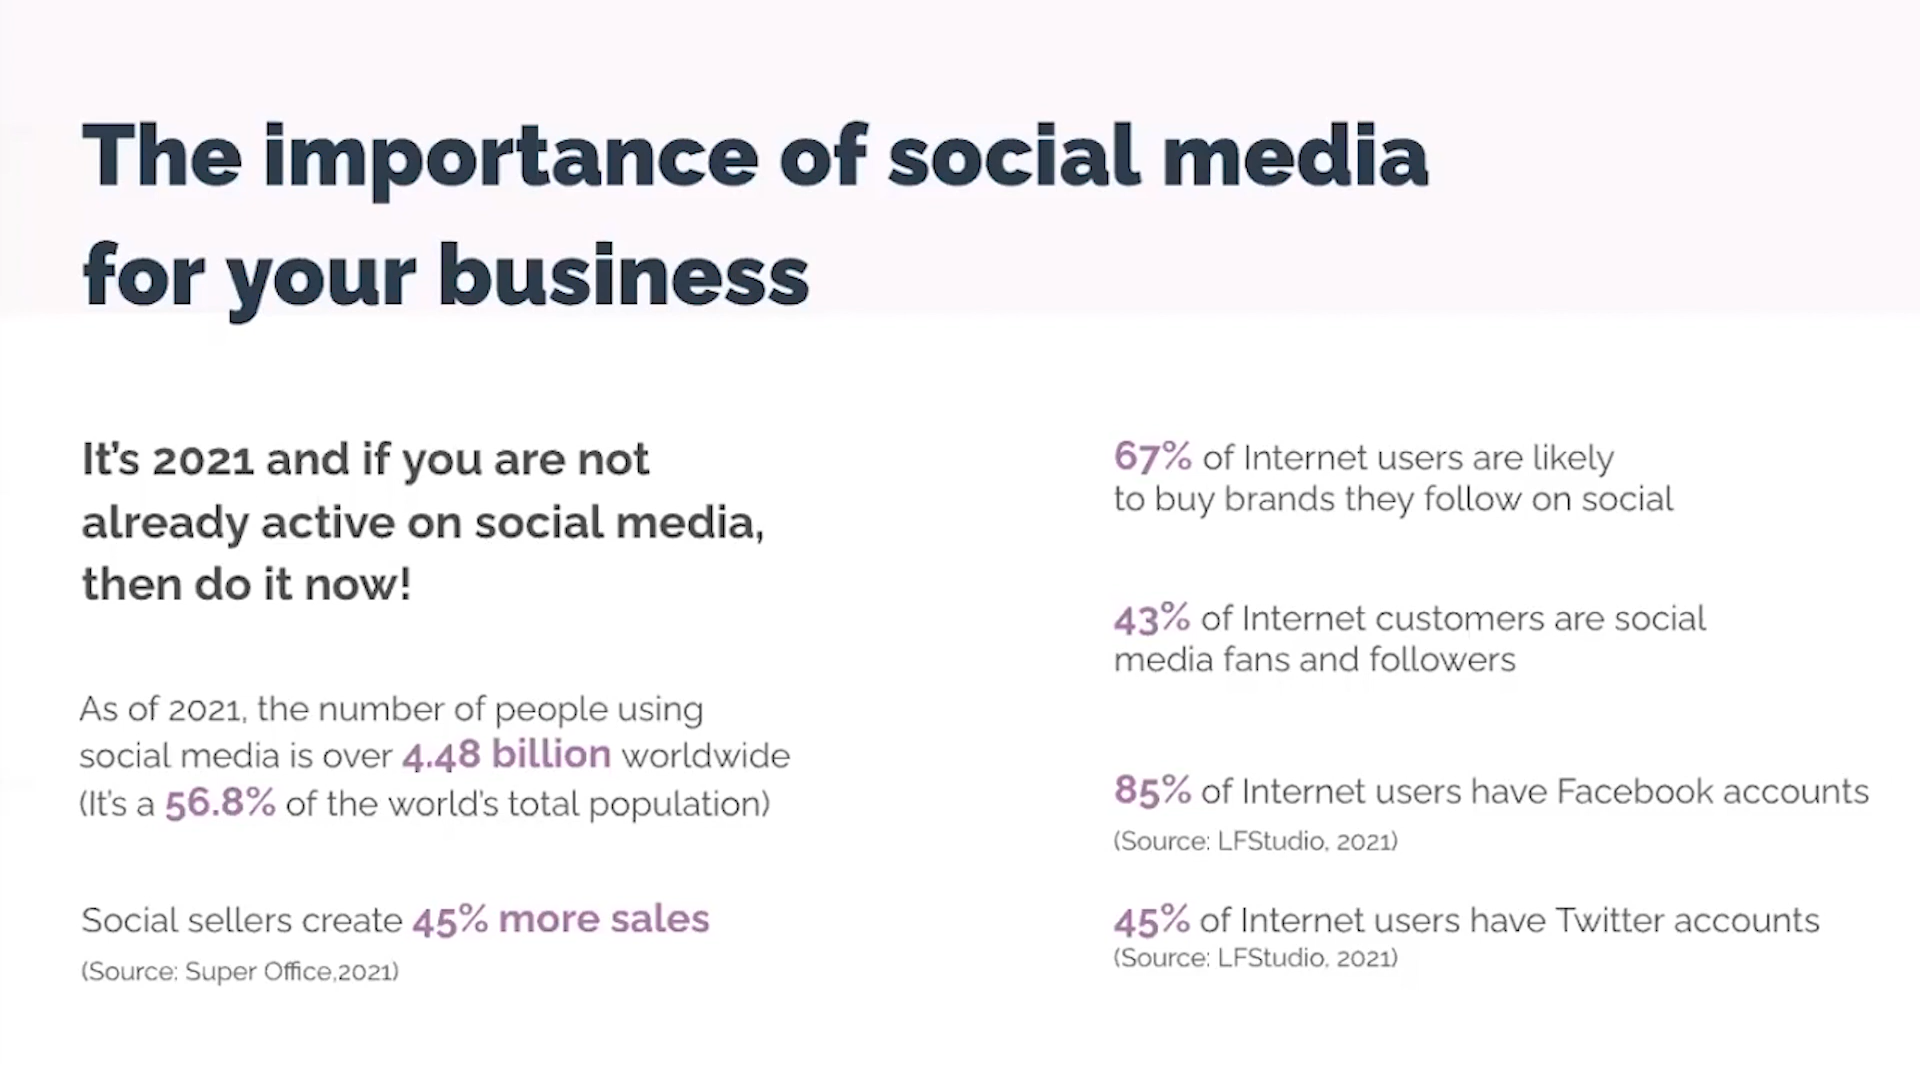 The importance of social media
for your business
It's 2021 and if you are not
already active on social media,
then do it now!
As of 2021, the number of people using
social media is over 4.48 billion worldwide
(It's a 56.8% of the world's total population)
Social sellers create 45% more sales
(Source: Super Office,2021)
67% of Internet users are likely
to buy brands they follow on social
43% of Internet customers are social
media fans and followers
85% of Internet users have Facebook accounts
(Source: LFStudio, 2021)
45% of Internet users have Twitter accounts
(Source: LFStudio, 2021)